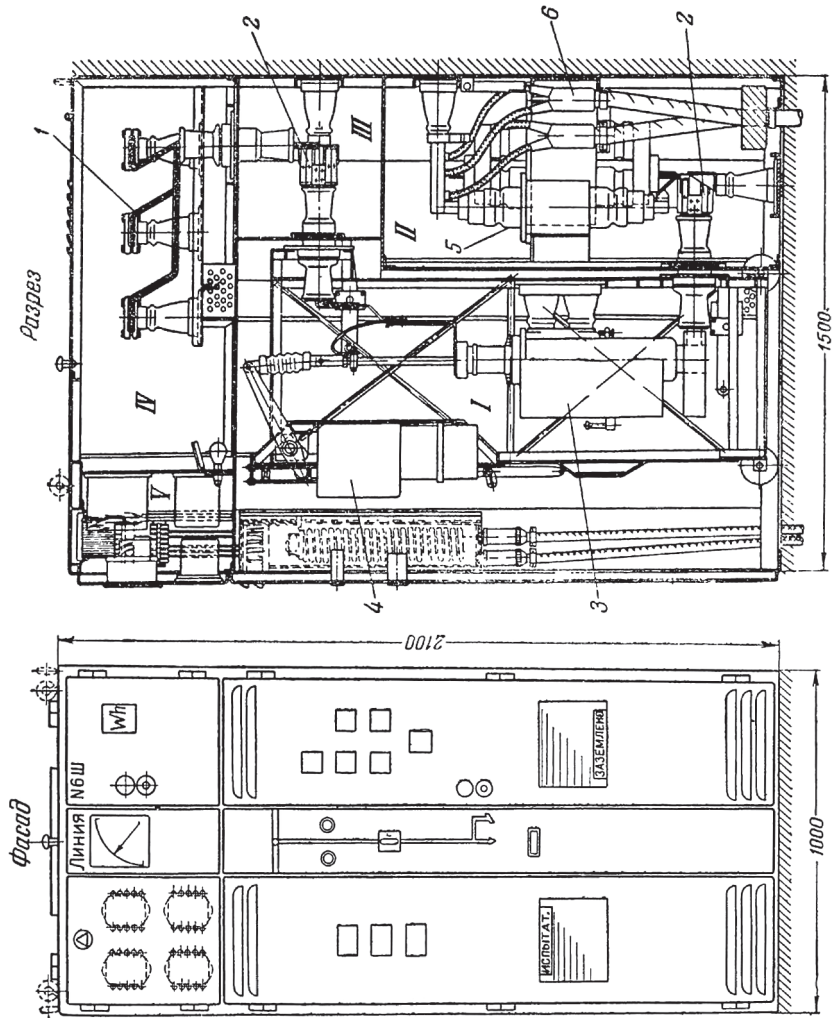 Разрез
1
2
6
2
IV
III
V
II
5
I
4
3
1500
Фасад
Линия
N6Ш
Wh
2100
ИСПЫТАТ.
ЗАЗЕМЛЕНО
1000